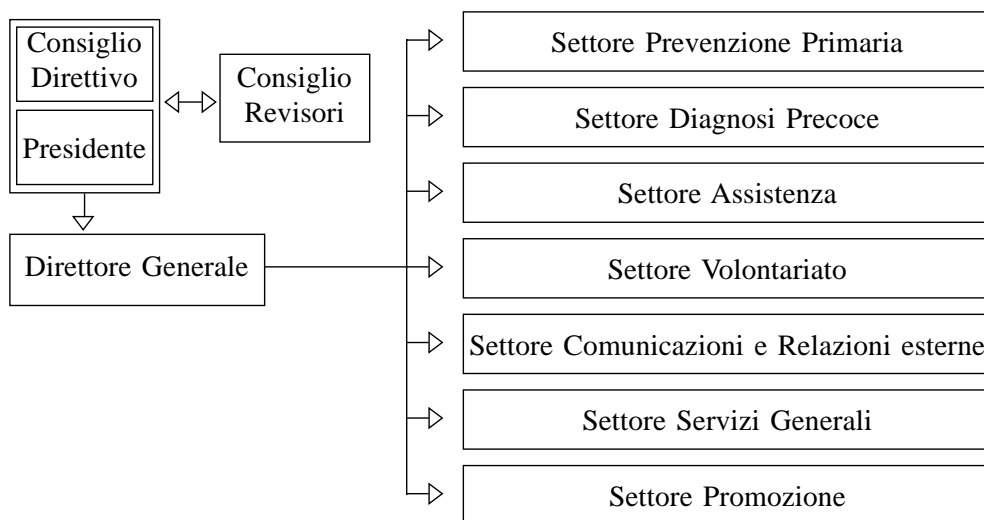 Consiglio
Direttivo
Presidente
Consiglio
Revisori
Direttore Generale
Settore Prevenzione Primaria
Settore Diagnosi Precoce
Settore Assistenza
Settore Volontariato
Settore Comunicazioni e Relazioni esterne
Settore Servizi Generali
Settore Promozione